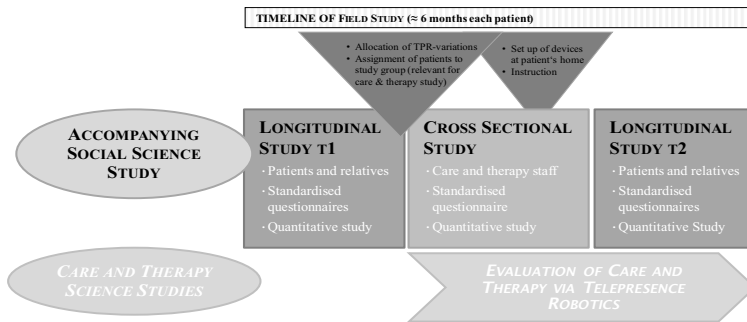 TIMELINE OF FIELD STUDY (≈ 6 months each patient)
• Allocation of TPR-variations
• Assignment of patients to
study group (relevant for
care & therapy study)
• Set up of devices
at patient's home
• Instruction
ACCOMPANYING
SOCIAL SCIENCE
STUDY
LONGITUDINAL
STUDY T1
• Patients and relatives
• Standardised
questionnaires
• Quantitative study
CROSS SECTIONAL
STUDY
• Care and therapy staff
• Standardised
questionnaire
• Quantitative study
LONGITUDINAL
STUDY T2
• Patients and relatives
• Standardised
questionnaires
• Quantitative Study
CARE AND THERAPY
SCIENCE STUDIES
EVALUATION OF CARE AND
THERAPY VIA TELEPRESENCE
ROBOTICS